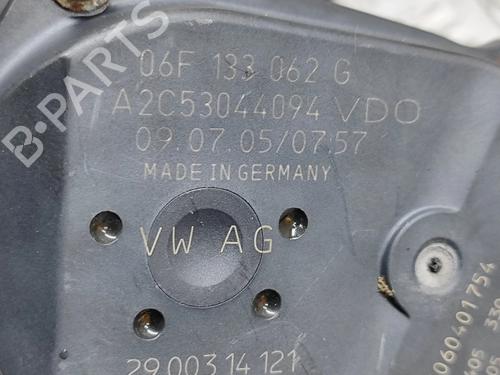 06F 133 062 G
A2C53044094 VDO
09.07.05/07:57
MADE IN GERMANY
VW AG
29 003 14 121
060401754
B-PARTS